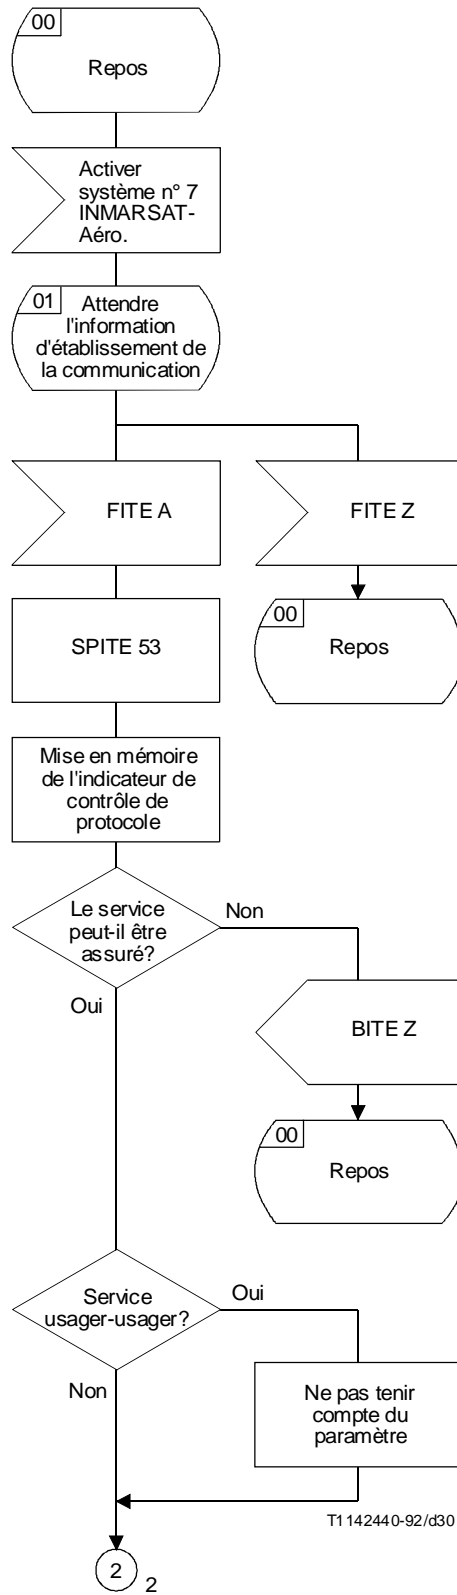 00
Repos
Activer
système n° 7
INMARSAT-
Aéro.
01 Attendre
l'information
d'établissement de
la communication
FITE A
FITE Z
00
Repos
SPITE 53
Mise en mémoire
de l'indicateur de
contrôle de
protocole
Le service
peut-il être
assuré?
Non
Oui
BITE Z
00
Repos
Service
usager-usager?
Oui
Non
Ne pas tenir
compte du
paramètre
T1142440-92/d30
2
2